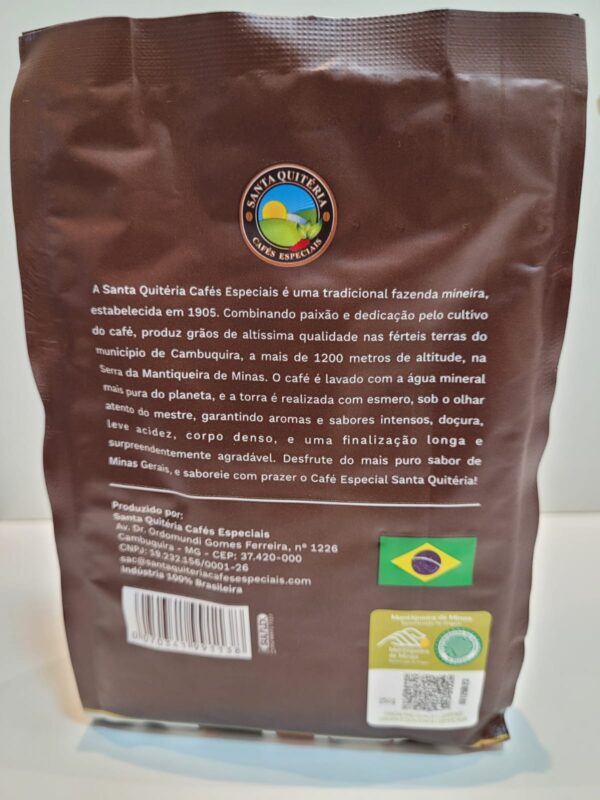 SANTA QUITÉRIA
CAFÉS ESPECIAIS
A Santa Quitéria Cafés Especiais é uma tradicional fazenda mineira,
estabelecida em 1905. Combinando paixão e dedicação pelo cultivo
do café, produz grãos de altíssima qualidade nas férteis terras do
município de Cambuquira, a mais de 1200 metros de altitude, na
Serra da Mantiqueira de Minas. O café é lavado com a água mineral
mais pura do planeta, e a torra é realizada com esmero, sob o olhar
atento do mestre, garantindo aromas e sabores intensos, doçura,
leve acidez, corpo denso, e uma finalização longa e
surpreendentemente agradável. Desfrute do mais puro sabor de
Minas Gerais, e saboreie com prazer o Café Especial Santa Quitéria!
Produzido por:
Santa Quitéria Cafés Especiais
Av. Dr. Ordomundo Gomes Ferreira, nº 1226
Cambuquira - MG - CEP: 37.420-000
CNPJ: 19.232.156/0001-26
sac@santaquiteriacafesespeciais.com
Indústria 100% Brasileira
Mantiqueira de Minas
Mantiqueira
de Minas